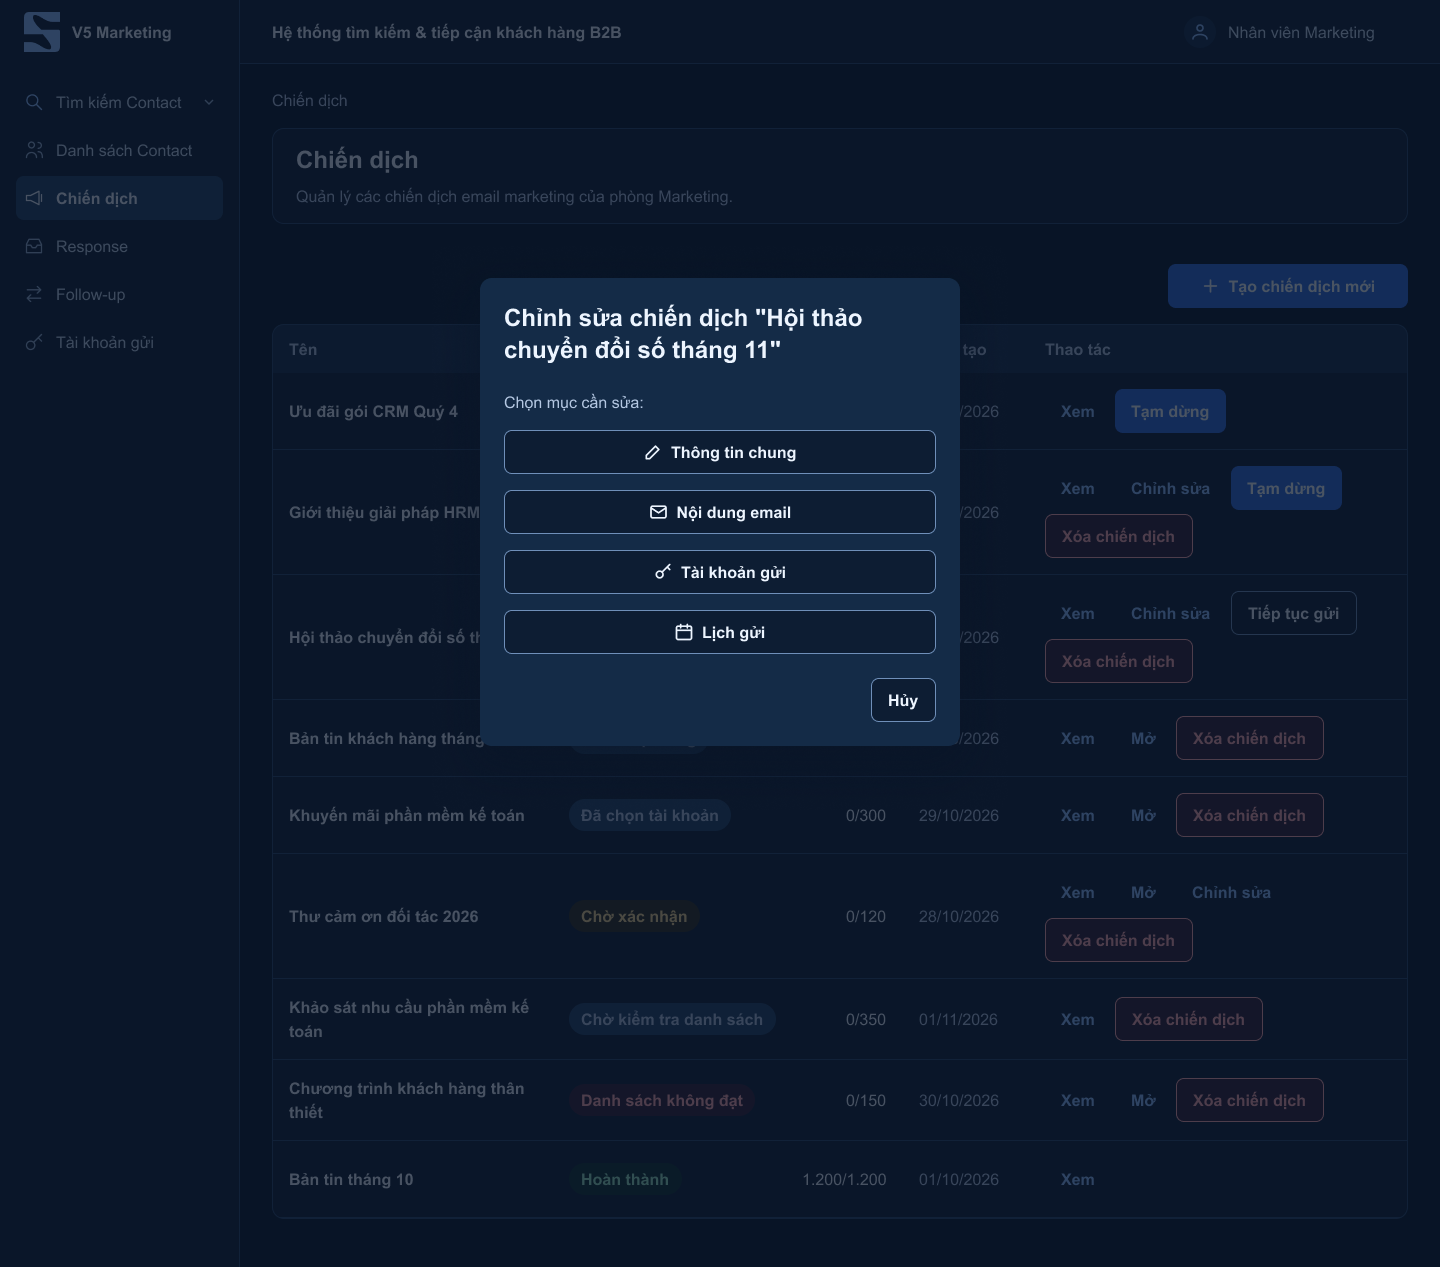 V5 Marketing
Hệ thống tìm kiếm & tiếp cận khách hàng B2B
Nhân viên Marketing
Tìm kiếm Contact
Danh sách Contact
Chiến dịch
Response
Follow-up
Tài khoản gửi
Chiến dịch
Chiến dịch
Quản lý các chiến dịch email marketing của phòng Marketing.
Tạo chiến dịch mới
Tên tạo Thao tác
Ưu đãi gói CRM Quý 4 /2026 Xem Tạm dừng
Giới thiệu giải pháp HRM /2026 Xem Chỉnh sửa Tạm dừng
Xóa chiến dịch
Hội thảo chuyển đổi số /2026 Xem Chỉnh sửa Tiếp tục gửi
Xóa chiến dịch
Bản tin khách hàng tháng /2026 Xem Mở Xóa chiến dịch
Khuyến mãi phần mềm kế toán Đã chọn tài khoản 0/300 29/10/2026 Xem Mở Xóa chiến dịch
Thư cảm ơn đối tác 2026 Chờ xác nhận 0/120 28/10/2026 Xem Mở Chỉnh sửa
Xóa chiến dịch
Khảo sát nhu cầu phần mềm kế
toán
Chờ kiểm tra danh sách 0/350 01/11/2026 Xem Xóa chiến dịch
Chương trình khách hàng thân
thiết
Danh sách không đạt 0/150 30/10/2026 Xem Mở Xóa chiến dịch
Bản tin tháng 10 Hoàn thành 1.200/1.200 01/10/2026 Xem
Chỉnh sửa chiến dịch "Hội thảo
chuyển đổi số tháng 11"
Chọn mục cần sửa:
Thông tin chung
Nội dung email
Tài khoản gửi
Lịch gửi
Hủy